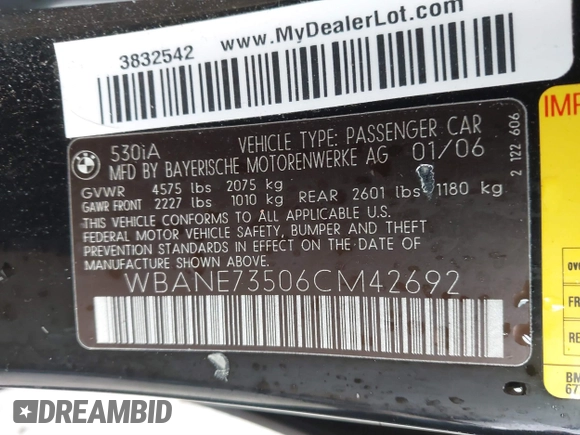 www.MyDealerLot.com
3832542
BMW
530iA VEHICLE TYPE: PASSENGER CAR
MFD BY BAYERISCHE MOTORENWERKE AG 01/06
GVWR 4575 lbs 2075 kg
GAWR FRONT 2227 lbs 1010 kg REAR 2601 lbs 1180 kg
THIS VEHICLE CONFORMS TO ALL APPLICABLE U.S.
FEDERAL MOTOR VEHICLE SAFETY, BUMPER AND THEFT
PREVENTION STANDARDS IN EFFECT ON THE DATE OF
MANUFACTURE SHOWN ABOVE.
WBANE73506CM42692
2 122 606
DREAMBID